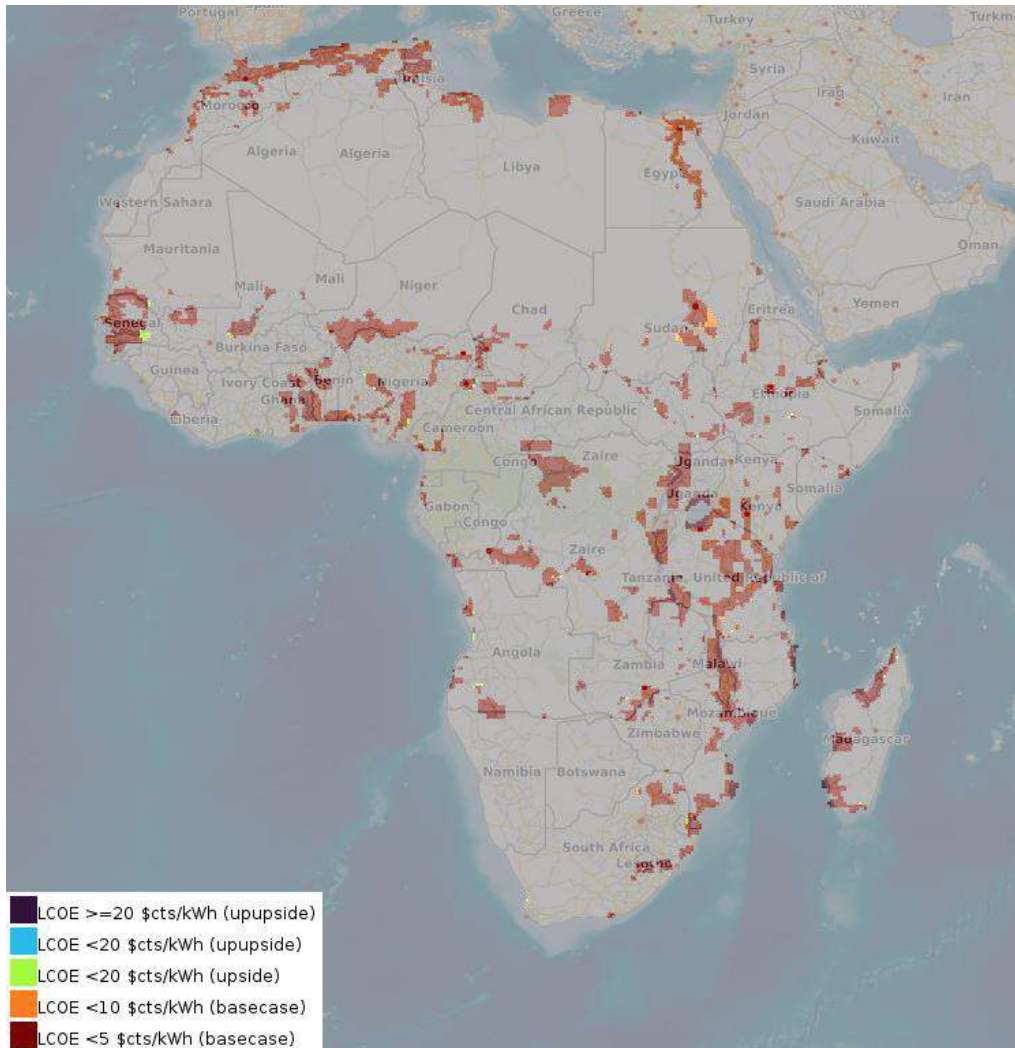 Portugal
Spain
Greece
Turkey
Turkm
Syria
Tunisia
Iraq
Iran
Morocco
Jordan
Kuwait
Algeria
Algeria
Libya
Egypt
Western Sahara
Saudi Arabia
Oman
Mauritania
Mali
Mali
Niger
Chad
Sudan
Eritrea
Yemen
Senegal
Burkina Faso
Guinea
Ivory Coast
Benin
Nigeria
Ghana
Ethiopia
Liberia
Central African Republic
Somalia
Cameroon
Congo
Zaire
Uganda
Kenya
Somalia
Uganda
Gabon
Kenya
Congo
Zaire
Tanzania, United Republic of
Angola
Zambia
Malawi
Mozambique
Zimbabwe
Madagascar
Namibia
Botswana
South Africa
Lesotho
LCOE >=20 $cts/kWh (upupside)
LCOE <20 $cts/kWh (upupside)
LCOE <20 $cts/kWh (upside)
LCOE <10 $cts/kWh (basecase)
LCOE <5 $cts/kWh (basecase)